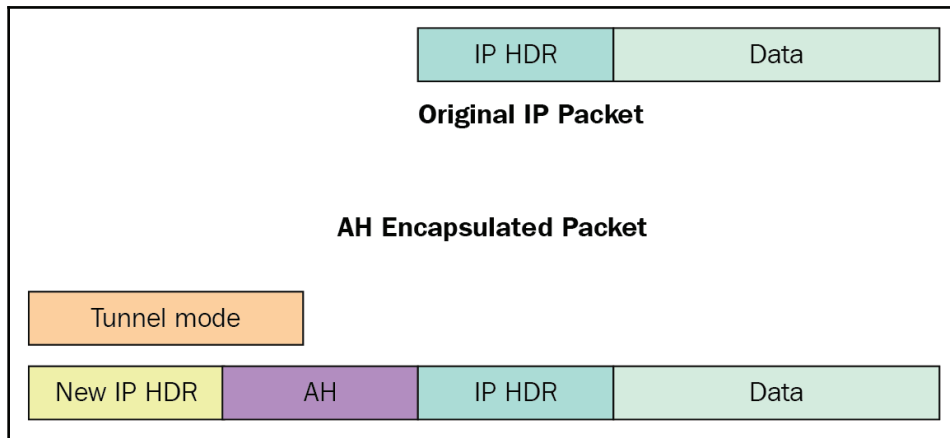 IP HDR Data
Original IP Packet
AH Encapsulated Packet
Tunnel mode
New IP HDR AH IP HDR Data